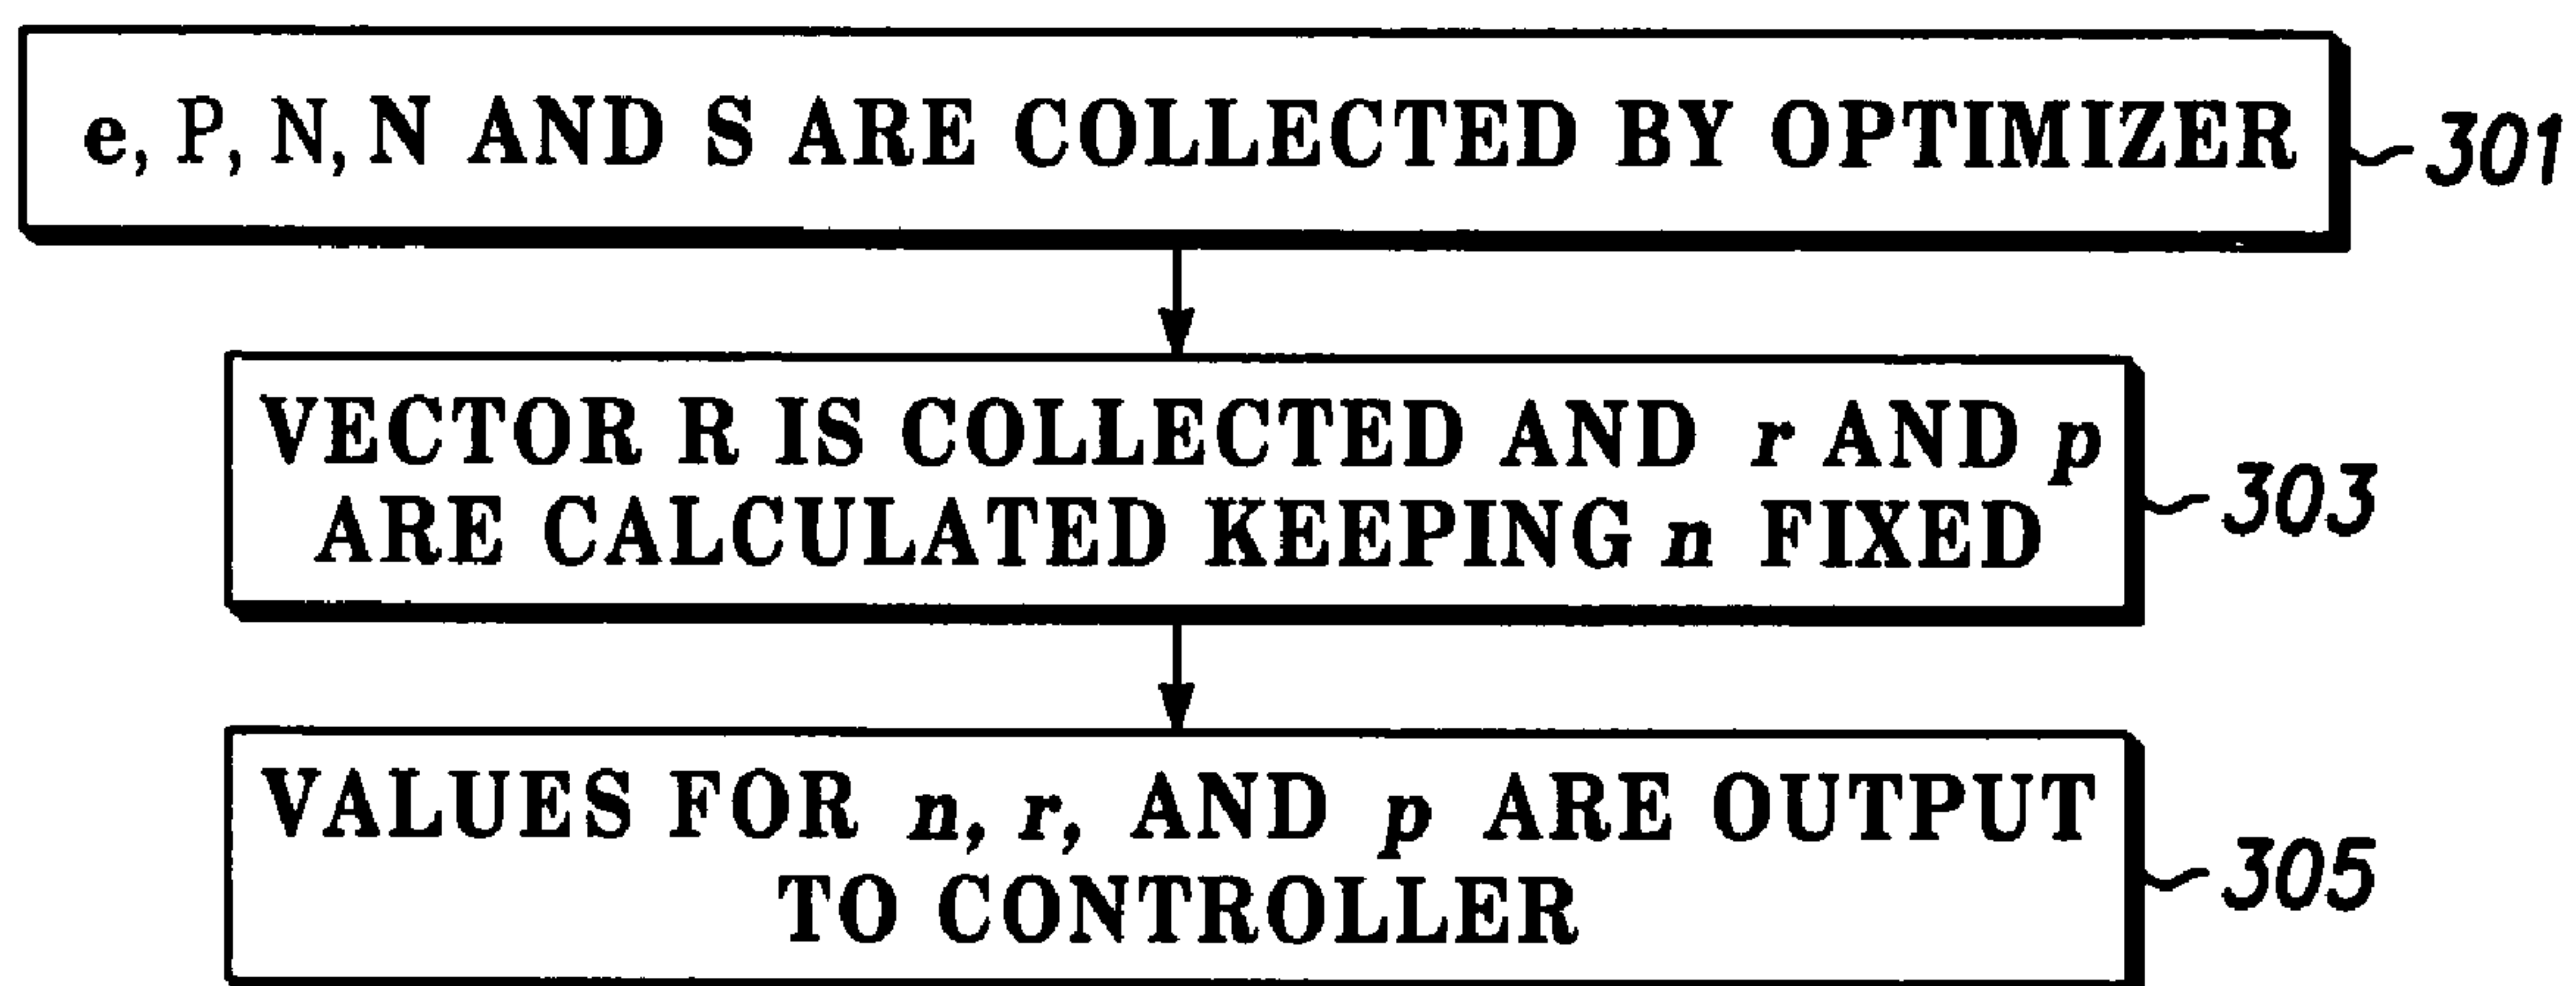 e, P, N, N AND S ARE COLLECTED BY OPTIMIZER
301
VECTOR R IS COLLECTED AND r AND p
ARE CALCULATED KEEPING n FIXED
303
VALUES FOR n, r, AND p ARE OUTPUT
TO CONTROLLER
305